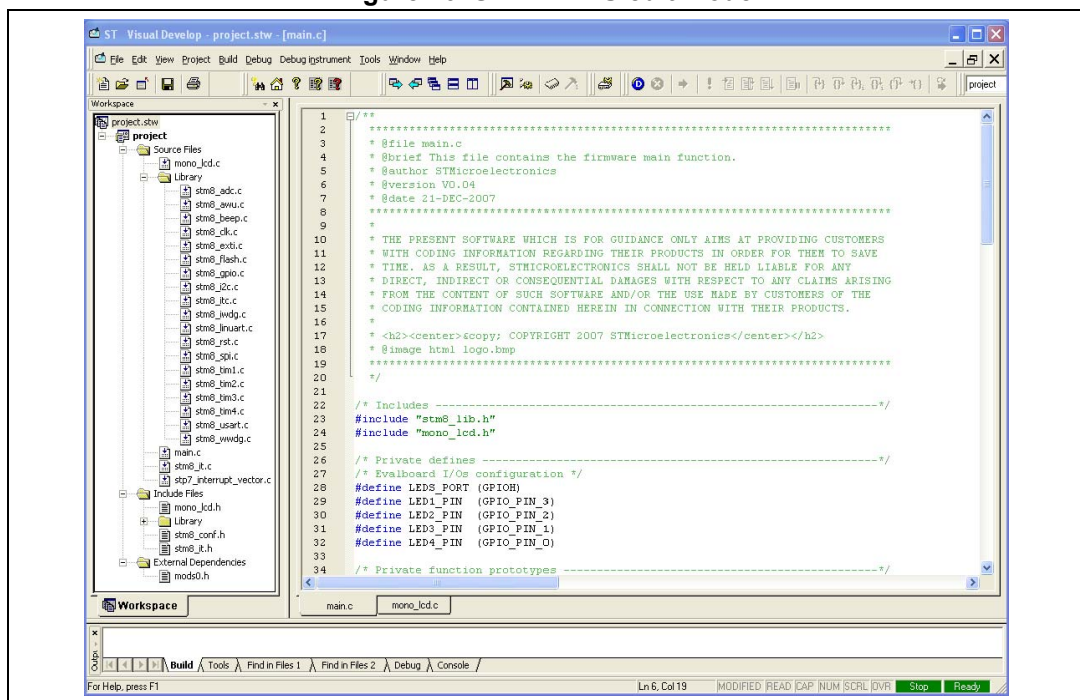 ST Visual Develop - project.stw - [main.c]
File Edit View Project Build Debug Debug instrument Tools Window Help
project
Workspace
project.stw
project
Source Files
mono_lcd.c
Library
stm8_adc.c
stm8_awu.c
stm8_beep.c
stm8_clk.c
stm8_exti.c
stm8_flash.c
stm8_gpio.c
stm8_i2c.c
stm8_itc.c
stm8_iwdg.c
stm8_linuart.c
stm8_rst.c
stm8_spi.c
stm8_tim1.c
stm8_tim2.c
stm8_tim3.c
stm8_tim4.c
stm8_usart.c
stm8_wwdg.c
main.c
stm8_it.c
stp7_interrupt_vector.c
Include Files
mono_lcd.h
Library
stm8_conf.h
stm8_it.h
External Dependencies
mods0.h
Workspace
1 /**
2 ******************************************************************************
3 * @file main.c
4 * @brief This file contains the firmware main function.
5 * @author STMicroelectronics
6 * @version V0.04
7 * @date 21-DEC-2007
8 ******************************************************************************
9 *
10 * THE PRESENT SOFTWARE WHICH IS FOR GUIDANCE ONLY AIMS AT PROVIDING CUSTOMERS
11 * WITH CODING INFORMATION REGARDING THEIR PRODUCTS IN ORDER FOR THEM TO SAVE
12 * TIME. AS A RESULT, STMICROELECTRONICS SHALL NOT BE HELD LIABLE FOR ANY
13 * DIRECT, INDIRECT OR CONSEQUENTIAL DAMAGES WITH RESPECT TO ANY CLAIMS ARISING
14 * FROM THE CONTENT OF SUCH SOFTWARE AND/OR THE USE MADE BY CUSTOMERS OF THE
15 * CODING INFORMATION CONTAINED HEREIN IN CONNECTION WITH THEIR PRODUCTS.
16 *
17 * <h2><center>&copy; COPYRIGHT 2007 STMicroelectronics</center></h2>
18 * @image html logo.bmp
19 ******************************************************************************
20 */
21
22 /* Includes ------------------------------------------------------------------*/
23 #include "stm8_lib.h"
24 #include "mono_lcd.h"
25
26 /* Private defines -----------------------------------------------------------*/
27 /* Evalboard I/Os configuration */
28 #define LEDS_PORT (GPIOH)
29 #define LED1_PIN (GPIO_PIN_3)
30 #define LED2_PIN (GPIO_PIN_2)
31 #define LED3_PIN (GPIO_PIN_1)
32 #define LED4_PIN (GPIO_PIN_0)
33
34 /* Private function prototypes -----------------------------------------------*/
main.c mono_lcd.c
Build Tools Find in Files 1 Find in Files 2 Debug Console
For Help, press F1 Ln 6, Col 19 MODIFIED READ CAP NUM SCRL OVR Stop Ready